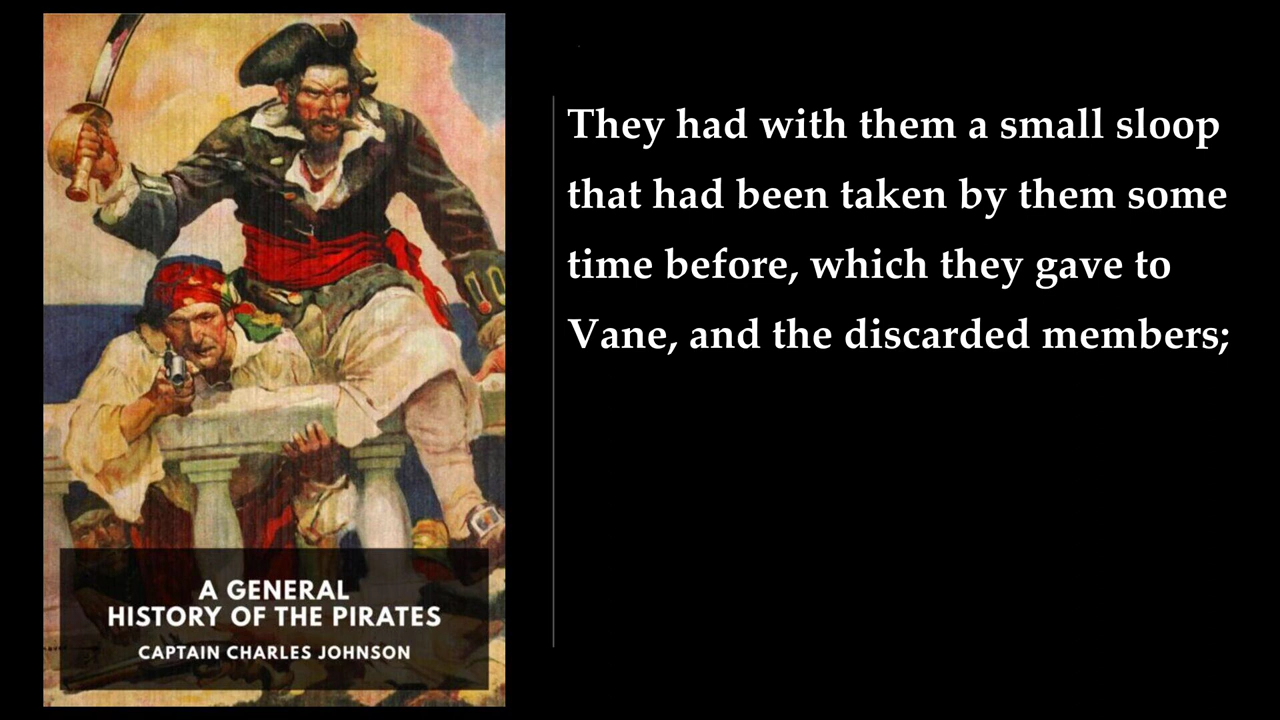 They had with them a small sloop
that had been taken by them some
time before, which they gave to
Vane, and the discarded members;
A GENERAL
HISTORY OF THE PIRATES
CAPTAIN CHARLES JOHNSON